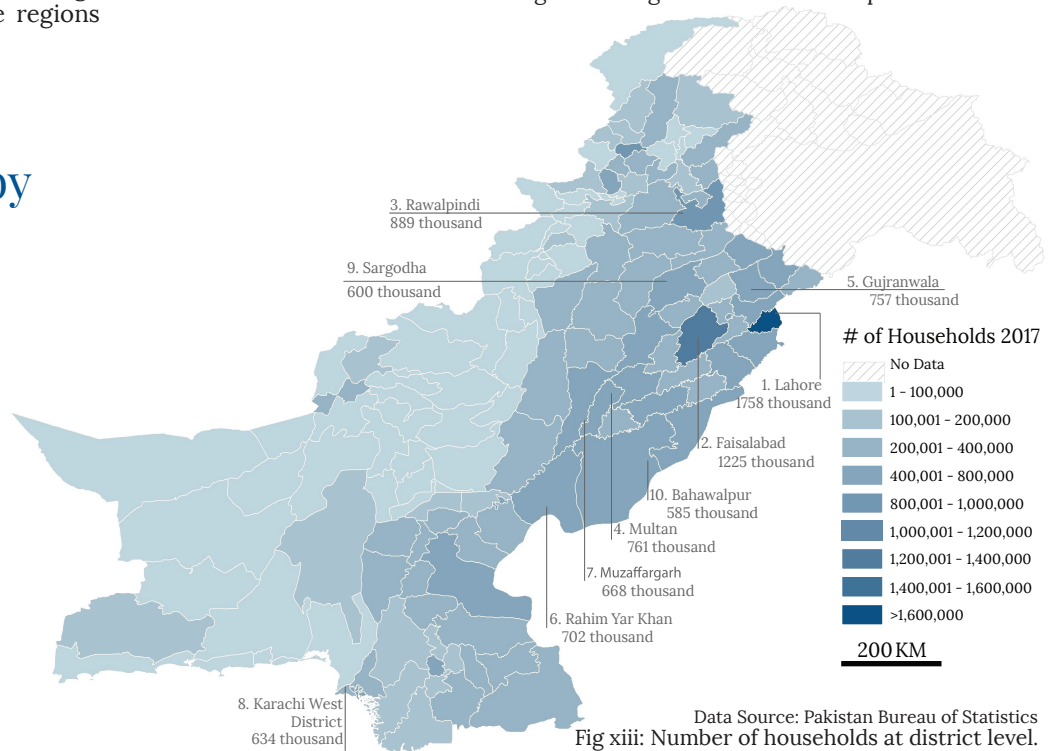 e regions
by
3. Rawalpindi
889 thousand
9. Sargodha
600 thousand
5. Gujranwala
757 thousand
1. Lahore
1758 thousand
2. Faisalabad
1225 thousand
10. Bahawalpur
585 thousand
4. Multan
761 thousand
7. Muzaffargarh
668 thousand
6. Rahim Yar Khan
702 thousand
8. Karachi West
District
634 thousand
# of Households 2017
No Data
1 - 100,000
100,001 - 200,000
200,001 - 400,000
400,001 - 800,000
800,001 - 1,000,000
1,000,001 - 1,200,000
1,200,001 - 1,400,000
1,400,001 - 1,600,000
>1,600,000
200 KM
Data Source: Pakistan Bureau of Statistics
Fig xiii: Number of households at district level.